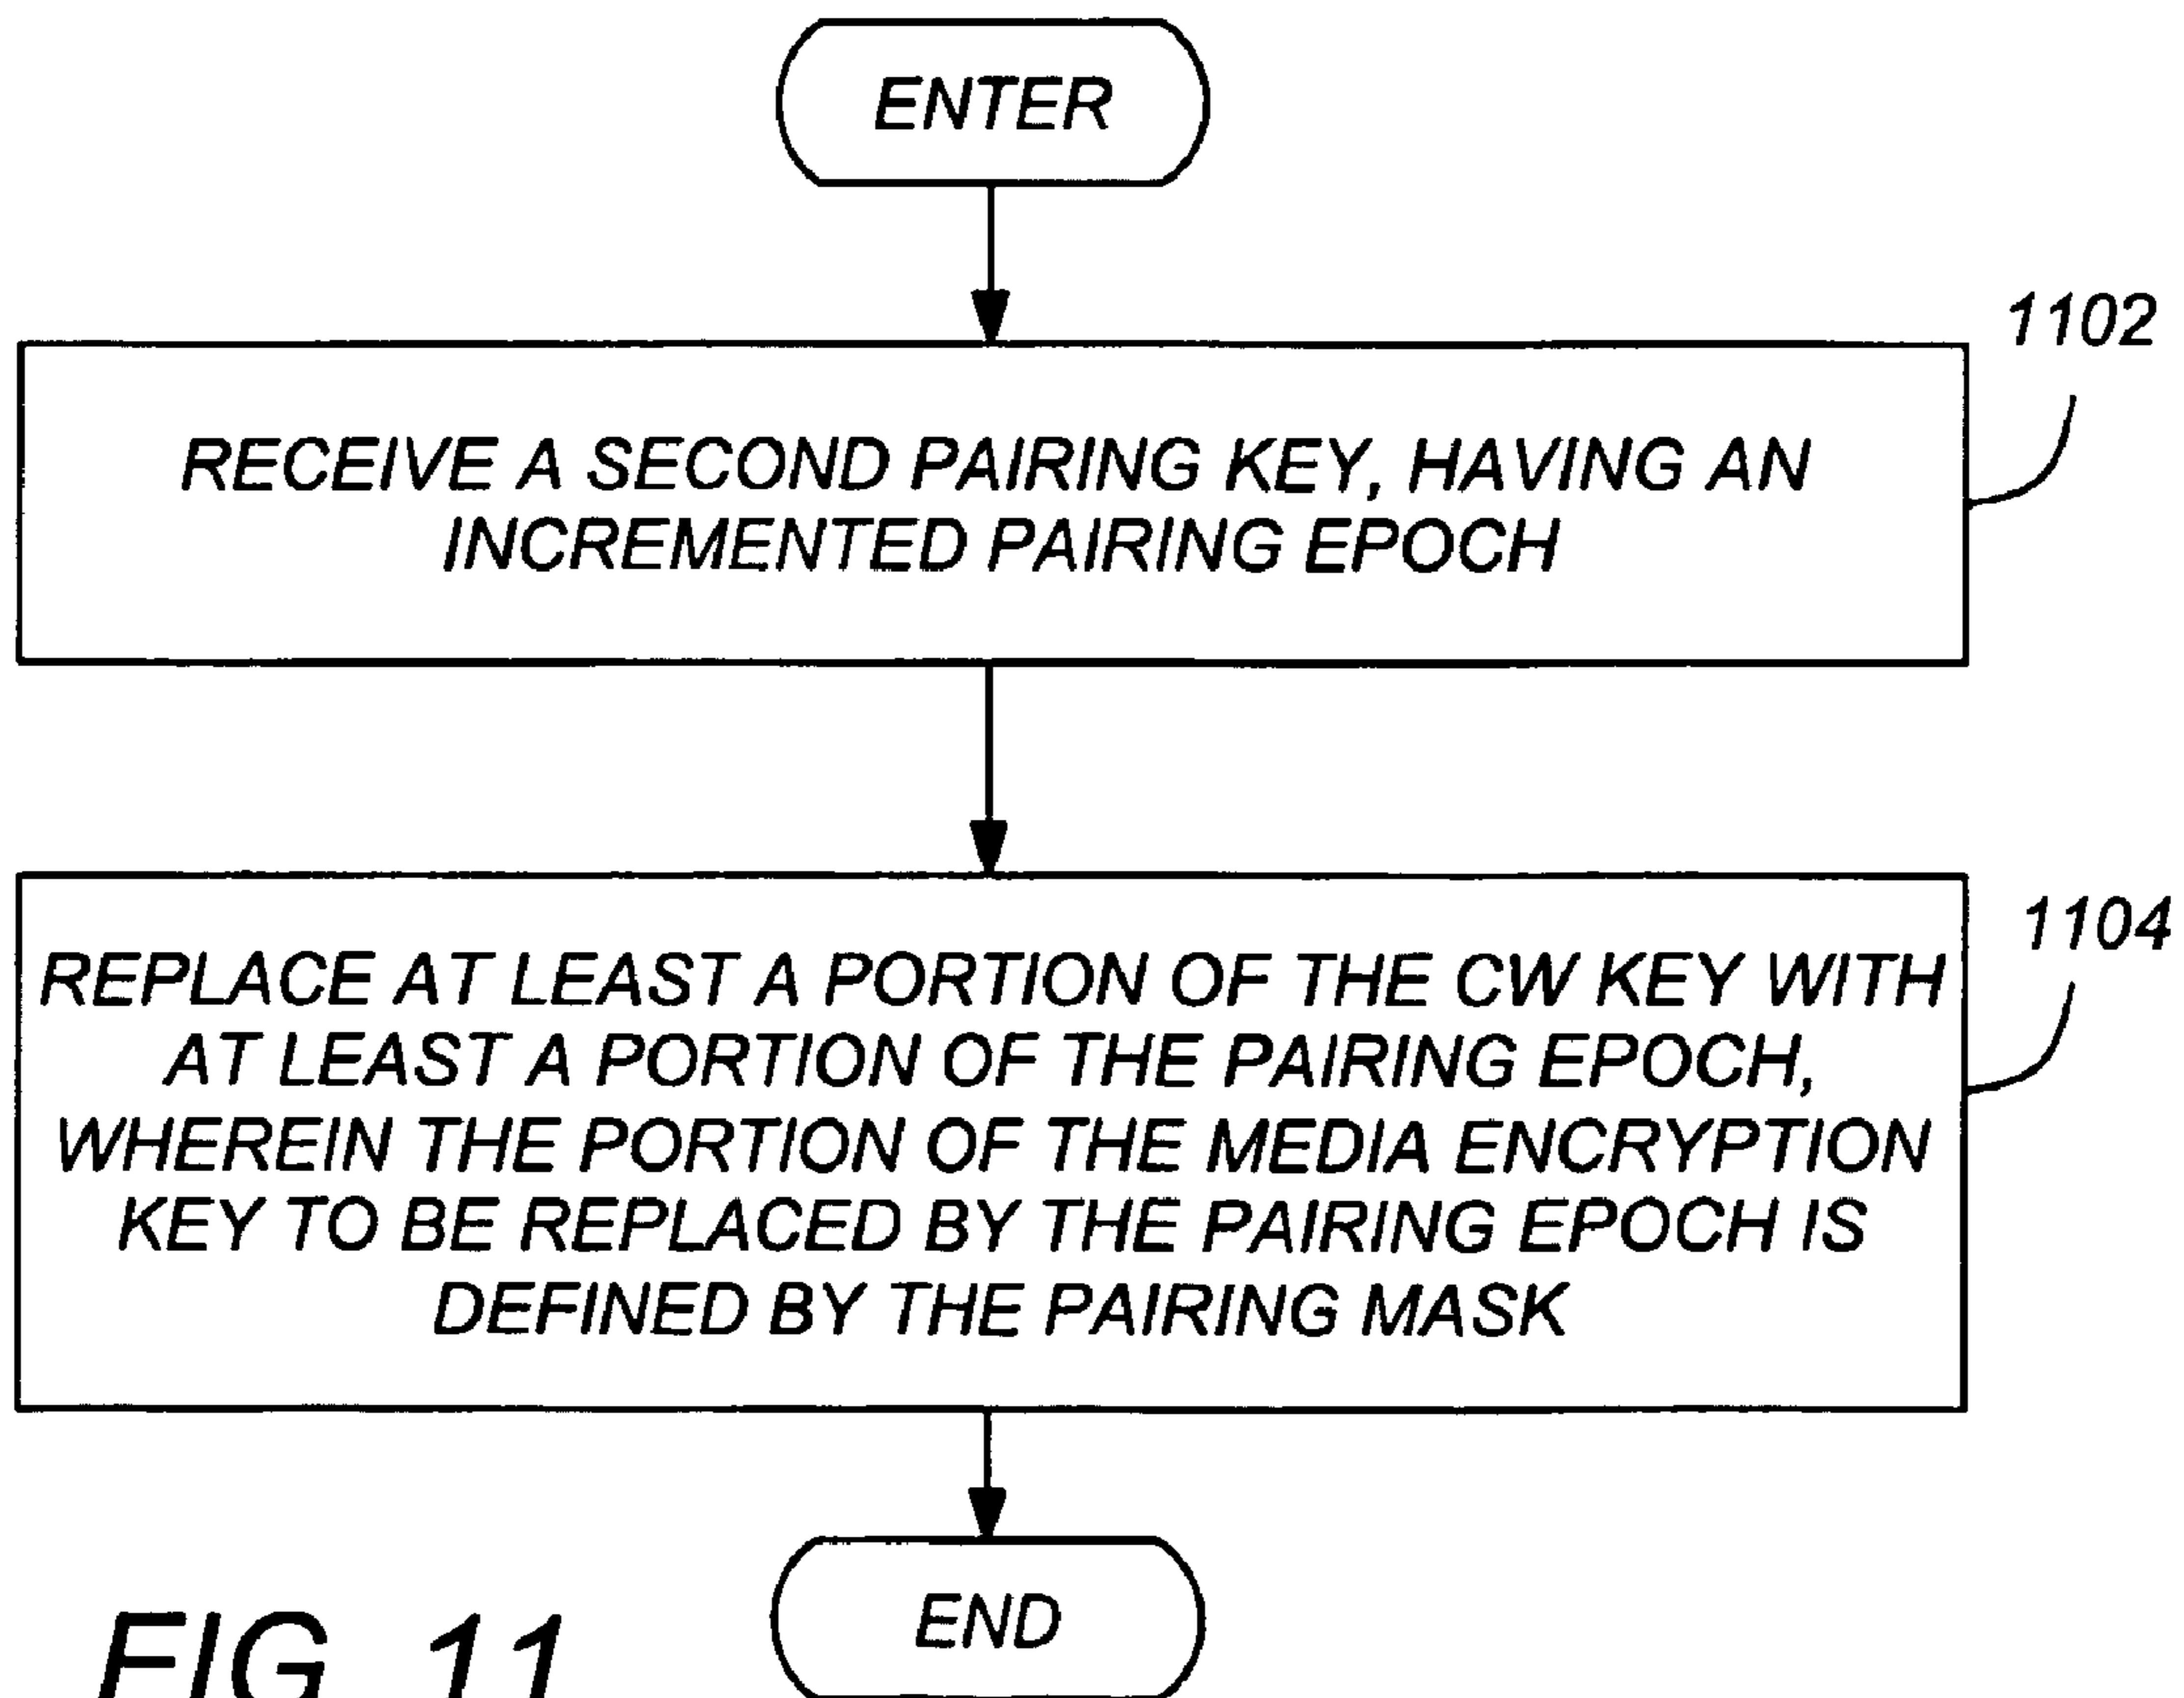 ENTER
1102
RECEIVE A SECOND PAIRING KEY, HAVING AN
INCREMENTED PAIRING EPOCH
1104
REPLACE AT LEAST A PORTION OF THE CW KEY WITH
AT LEAST A PORTION OF THE PAIRING EPOCH,
WHEREIN THE PORTION OF THE MEDIA ENCRYPTION
KEY TO BE REPLACED BY THE PAIRING EPOCH IS
DEFINED BY THE PAIRING MASK
END
FIG 11